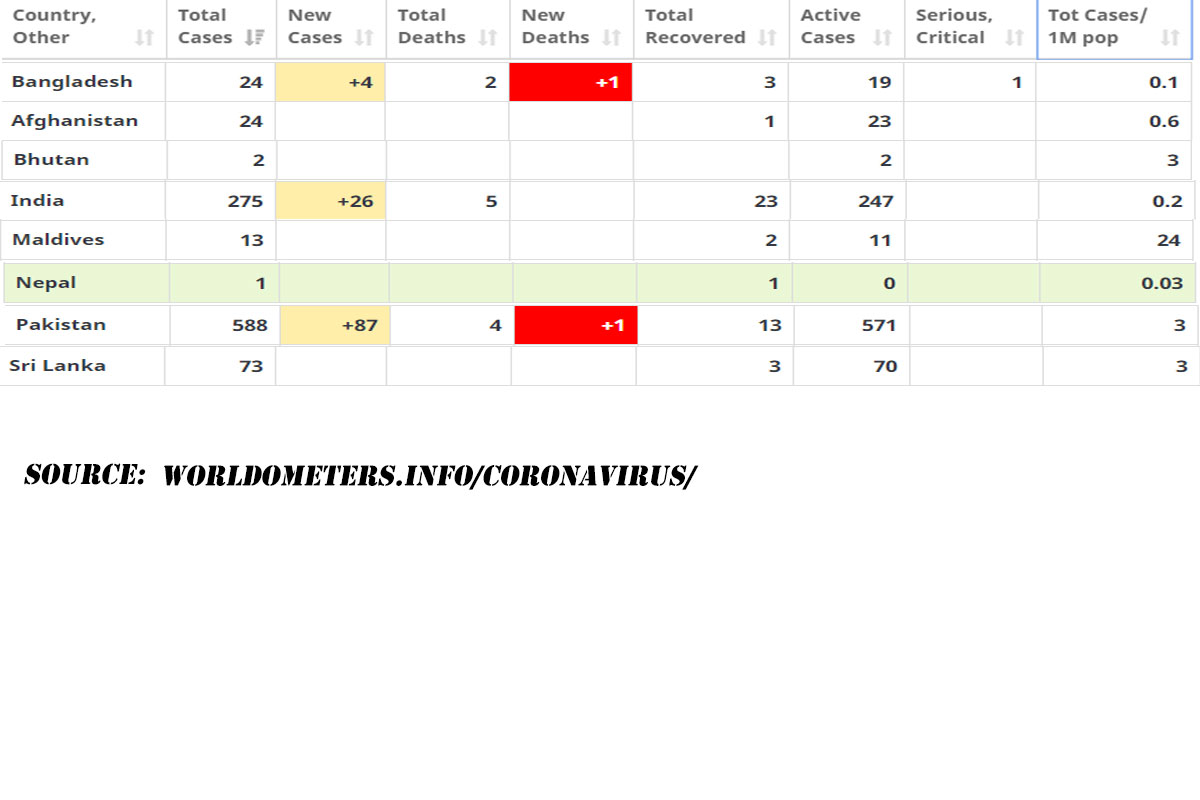 Country, Other Total Cases New Cases Total Deaths New Deaths Total Recovered Active Cases Serious, Critical Tot Cases/ 1M pop
Bangladesh 24 +4 2 +1 3 19 1 0.1
Afghanistan 24 1 23 0.6
Bhutan 2 2 3
India 275 +26 5 23 247 0.2
Maldives 13 2 11 24
Nepal 1 1 0 0.03
Pakistan 588 +87 4 +1 13 571 3
Sri Lanka 73 3 70 3
SOURCE: WORLDOMETERS.INFO/CORONAVIRUS/